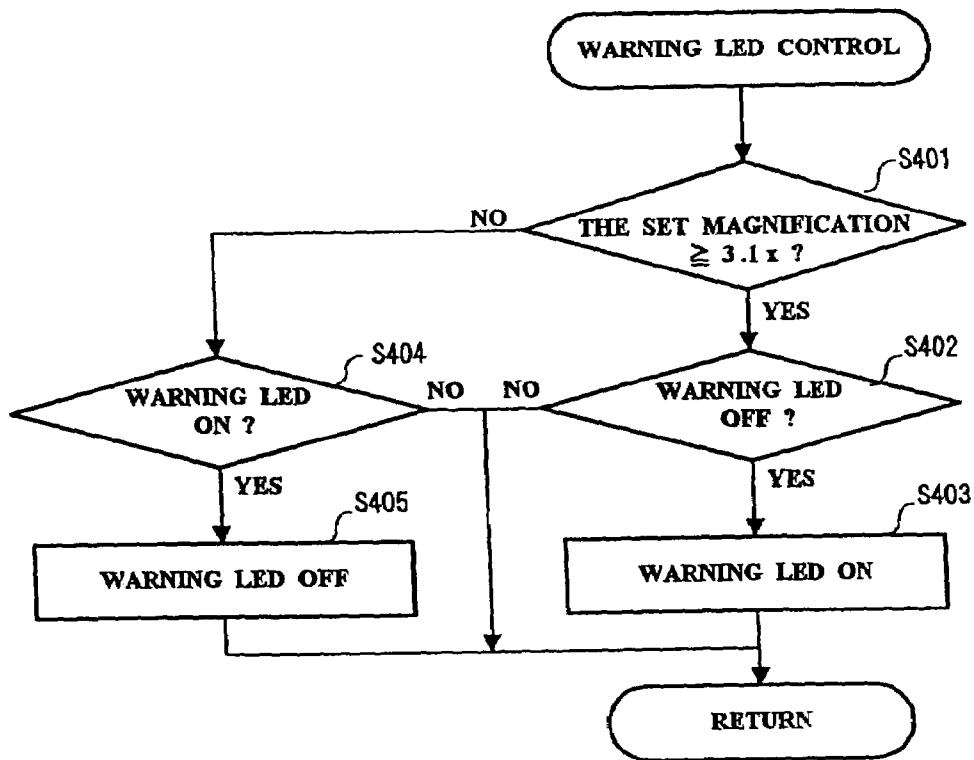 WARNING LED CONTROL
S401
NO
THE SET MAGNIFICATION
≧ 3.1x ?
YES
S404
S402
WARNING LED
ON ?
NO
NO
WARNING LED
OFF ?
YES
YES
S405
S403
WARNING LED OFF
WARNING LED ON
RETURN